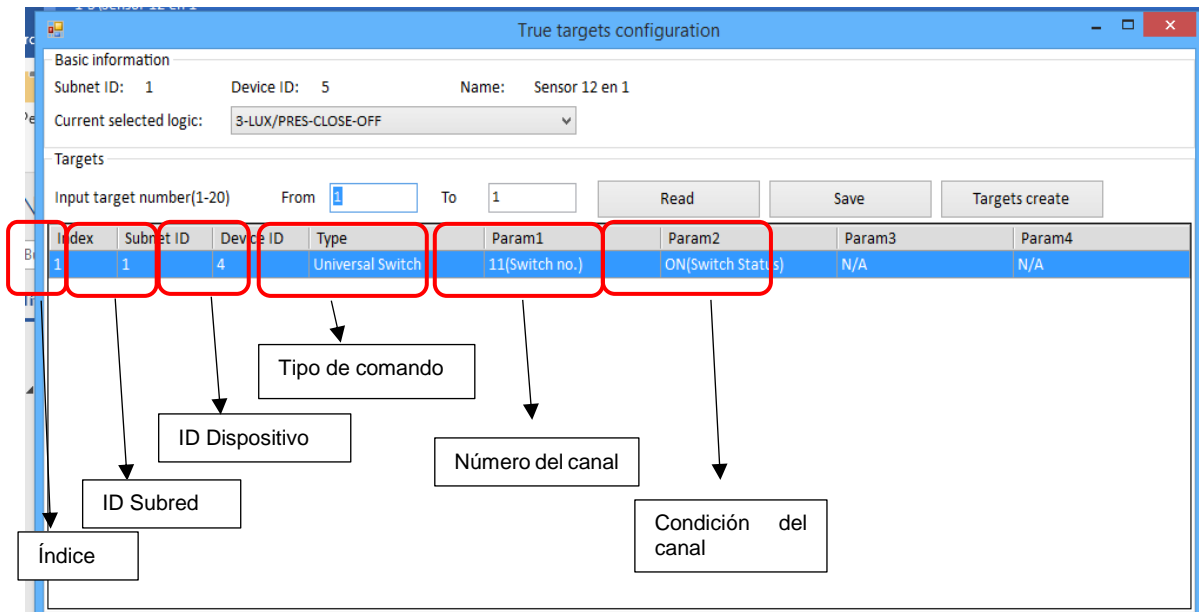 True targets configuration
Basic information
Subnet ID: 1 Device ID: 5 Name: Sensor 12 en 1
Current selected logic: 3-LUX/PRES-CLOSE-OFF
Targets
Input target number(1-20) From 1 To 1 Read Save Targets create
Index Subnet ID Device ID Type Param1 Param2 Param3 Param4
1 1 4 Universal Switch 11(Switch no.) ON(Switch Status) N/A N/A
Tipo de comando
ID Dispositivo
Número del canal
ID Subred
Condición del
canal
Índice